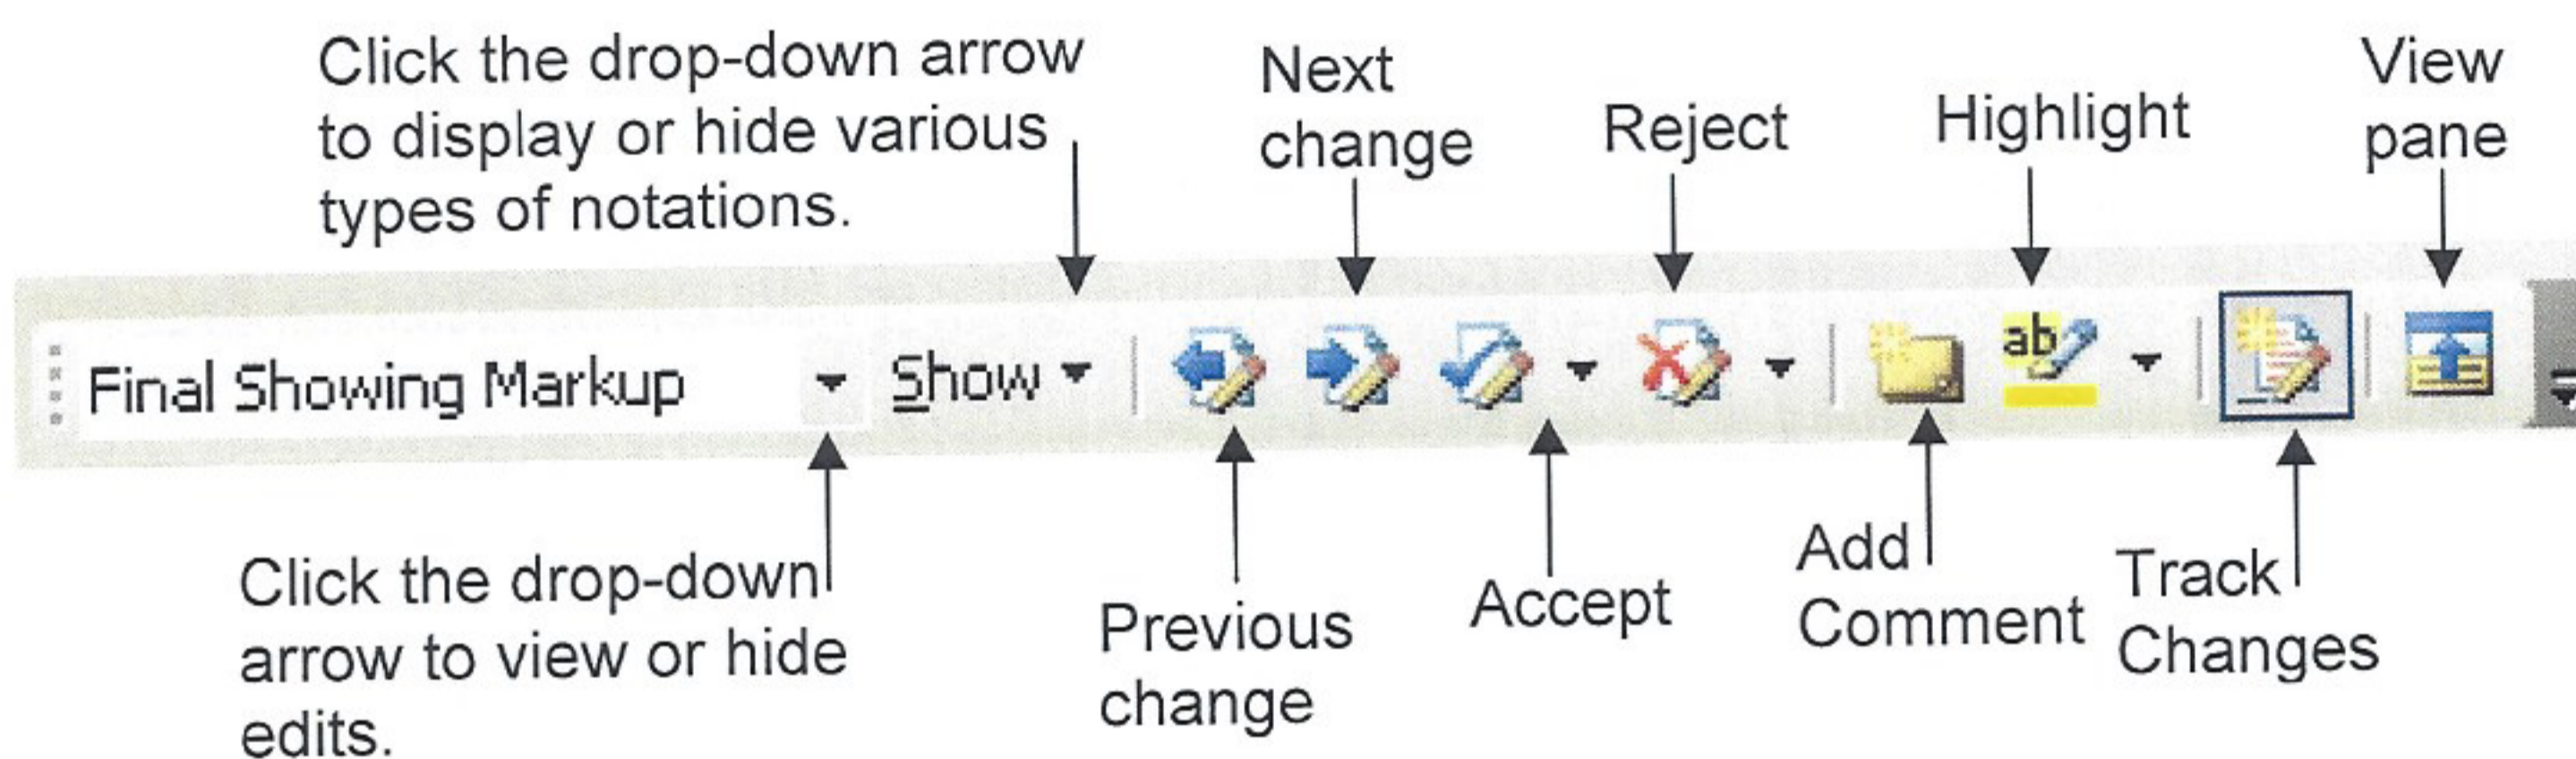 Click the drop-down arrow
to display or hide various
types of notations.
Next
change
Reject
Highlight
View
pane
Final Showing Markup
Show
ab
Click the drop-down
arrow to view or hide
edits.
Previous
change
Accept
Add
Comment
Track
Changes